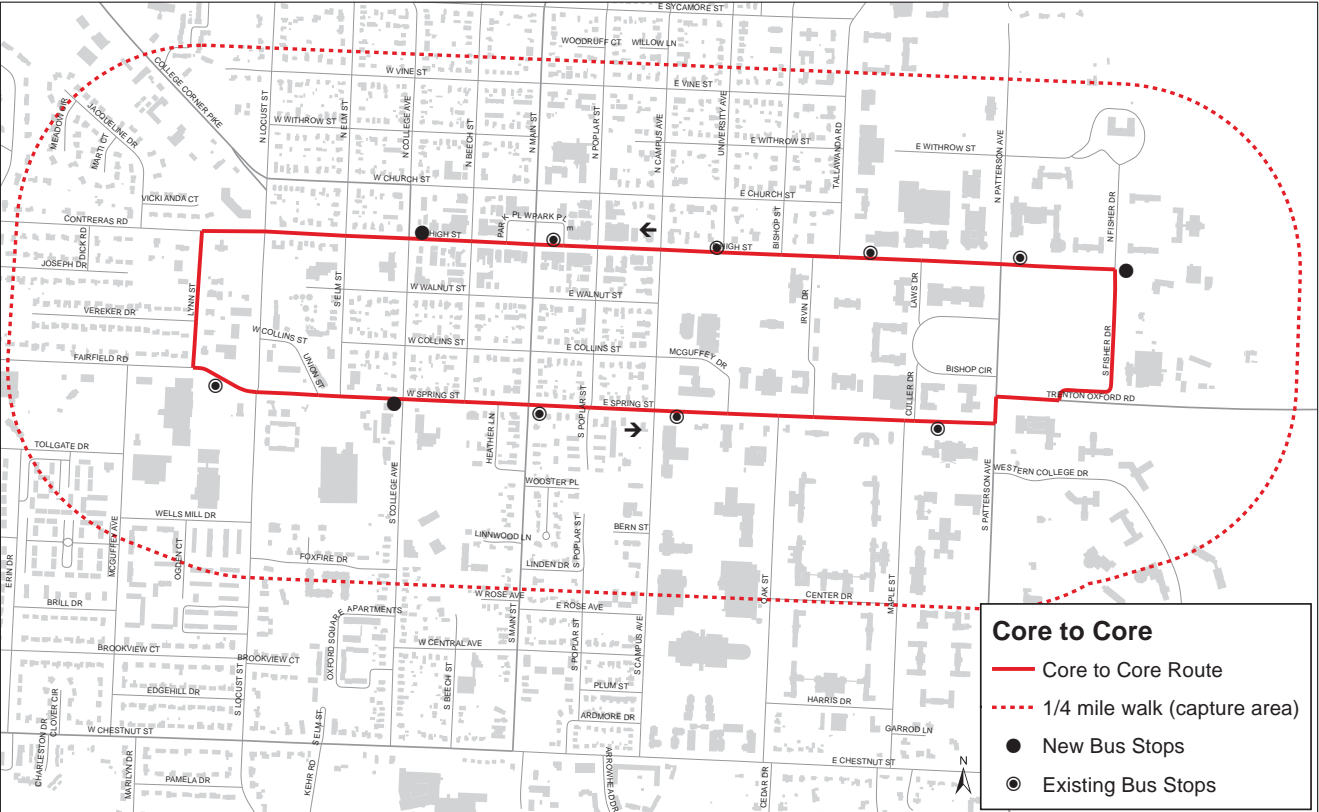 E SYCAMORE ST
WOODRUFF CT
WILLOW LN
COLLEGE CORNER PIKE
W VINE ST
E VINE ST
N LOCUST ST
N ELM ST
N COLLEGE AVE
N BEECH ST
N MAIN ST
N POPLAR ST
N CAMPUS AVE
UNIVERSITY AVE
TALLAWANDA RD
N PATTERSON AVE
MEADOW
JACQUELINE DR
MARTI CT
W WITHROW ST
E WITHROW ST
E WITHROW ST
W CHURCH ST
E CHURCH ST
VICKI ANDA CT
CONTRERAS RD
DICK RD
PARK
PL W
PARK PL
E
BISHOP ST
N FISHER DR
HIGH ST
HIGH ST
JOSEPH DR
LYNN ST
S ELM ST
W WALNUT ST
E WALNUT ST
IRVIN DR
LAWS DR
VEREKER DR
W COLLINS ST
W COLLINS ST
E COLLINS ST
MCGUFFEY DR
S FISHER DR
FAIRFIELD RD
UNION ST
BISHOP CIR
W SPRING ST
E SPRING ST
S POPLAR ST
CULLER DR
TRENTON OXFORD RD
TOLLGATE DR
HEATHER LN
WESTERN COLLEGE DR
WOOSTER PL
S COLLEGE AVE
S PATTERSON AVE
WELLS MILL DR
MCGUFFEY AVE
OGDEN CT
LINNWOOD LN
S POPLAR ST
BERN ST
ERIN DR
FOXFIRE DR
LINDEN DR
OAK ST
MAPLE ST
CENTER DR
W ROSE AVE
E ROSE AVE
BRILL DR
OXFORD SQUARE
APARTMENTS
S MAIN ST
S POPLAR ST
S CAMPUS AVE
W CENTRAL AVE
BROOKVIEW CT
BROOKVIEW CT
S LOCUST ST
S BEECH ST
EDGEHILL DR
PLUM ST
HARRIS DR
CLOVER CIR
CHARLESTON DR
S ELM ST
ARDMORE DR
GARROD LN
W CHESTNUT ST
E CHESTNUT ST
MARILYN DR
PAMELA DR
KEHR RD
ARROWHEAD DR
CEDAR DR
N
Core to Core
Core to Core Route
1/4 mile walk (capture area)
New Bus Stops
Existing Bus Stops